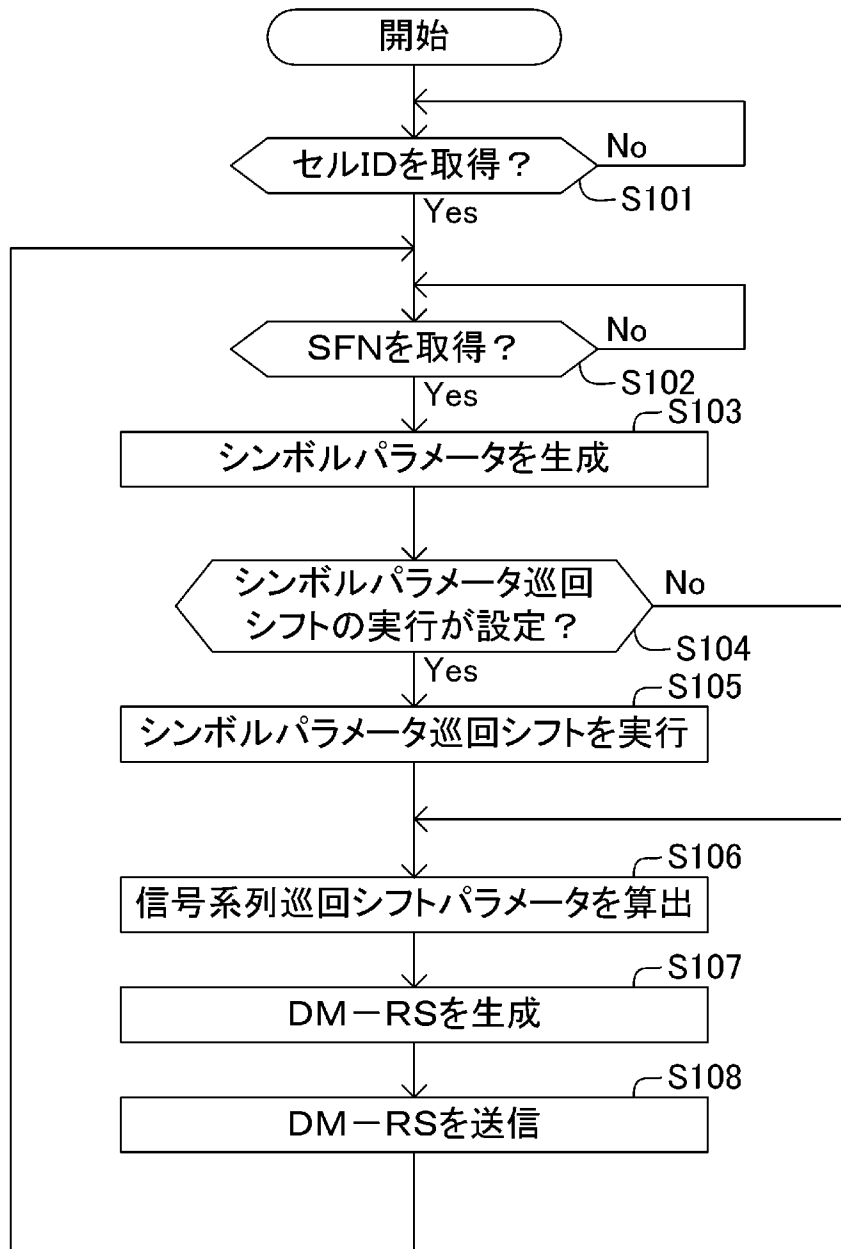 開始
セルIDを取得？
No
S101
Yes
SFNを取得？
No
S102
Yes
S103
シンボルパラメータを生成
シンボルパラメータ巡回
シフトの実行が設定？
No
S104
Yes
S105
シンボルパラメータ巡回シフトを実行
S106
信号系列巡回シフトパラメータを算出
S107
DM－RSを生成
S108
DM－RSを送信